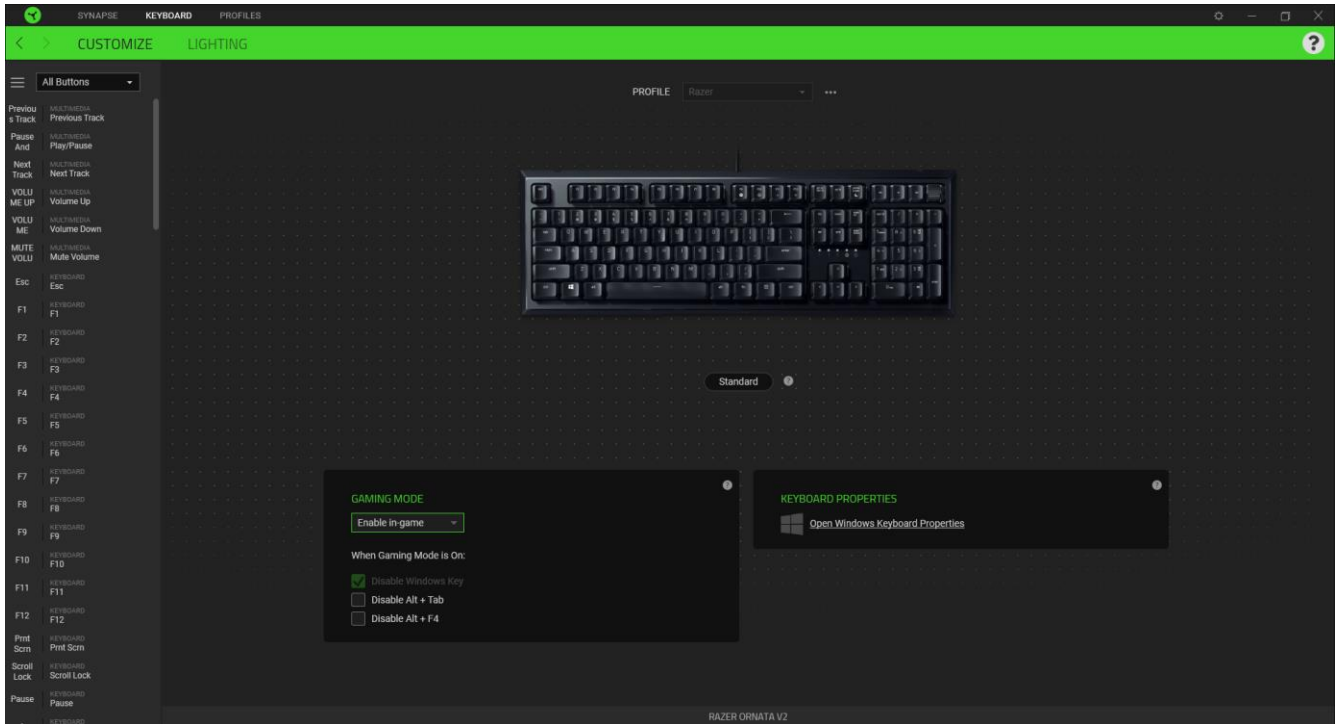 SYNAPSE KEYBOARD PROFILES
CUSTOMIZE LIGHTING
?
All Buttons
PROFILE Razer
Previou
s Track
MULTIMEDIA
Previous Track
Pause
And
MULTIMEDIA
Play/Pause
Next
Track
MULTIMEDIA
Next Track
VOLU
ME UP
MULTIMEDIA
Volume Up
VOLU
ME
MULTIMEDIA
Volume Down
MUTE
VOLU
MULTIMEDIA
Mute Volume
Esc
KEYBOARD
Esc
F1
KEYBOARD
F1
F2
KEYBOARD
F2
F3
KEYBOARD
F3
F4
KEYBOARD
F4
F5
KEYBOARD
F5
F6
KEYBOARD
F6
F7
KEYBOARD
F7
F8
KEYBOARD
F8
F9
KEYBOARD
F9
F10
KEYBOARD
F10
F11
KEYBOARD
F11
F12
KEYBOARD
F12
Prnt
Scrn
KEYBOARD
Prnt Scrn
Scroll
Lock
KEYBOARD
Scroll Lock
Pause
KEYBOARD
Pause
KEYBOARD
Standard ?
GAMING MODE ?
Enable in-game
When Gaming Mode is On:
Disable Windows Key
Disable Alt + Tab
Disable Alt + F4
KEYBOARD PROPERTIES ?
Open Windows Keyboard Properties
RAZER ORNATA V2